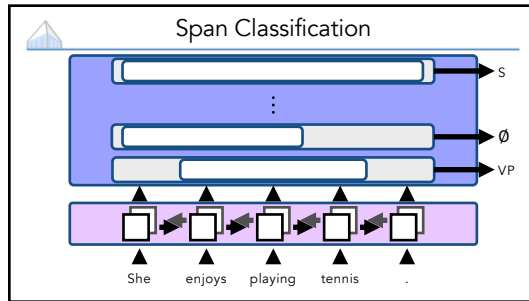 Span Classification
S
⋮
Ø
VP
She enjoys playing tennis .